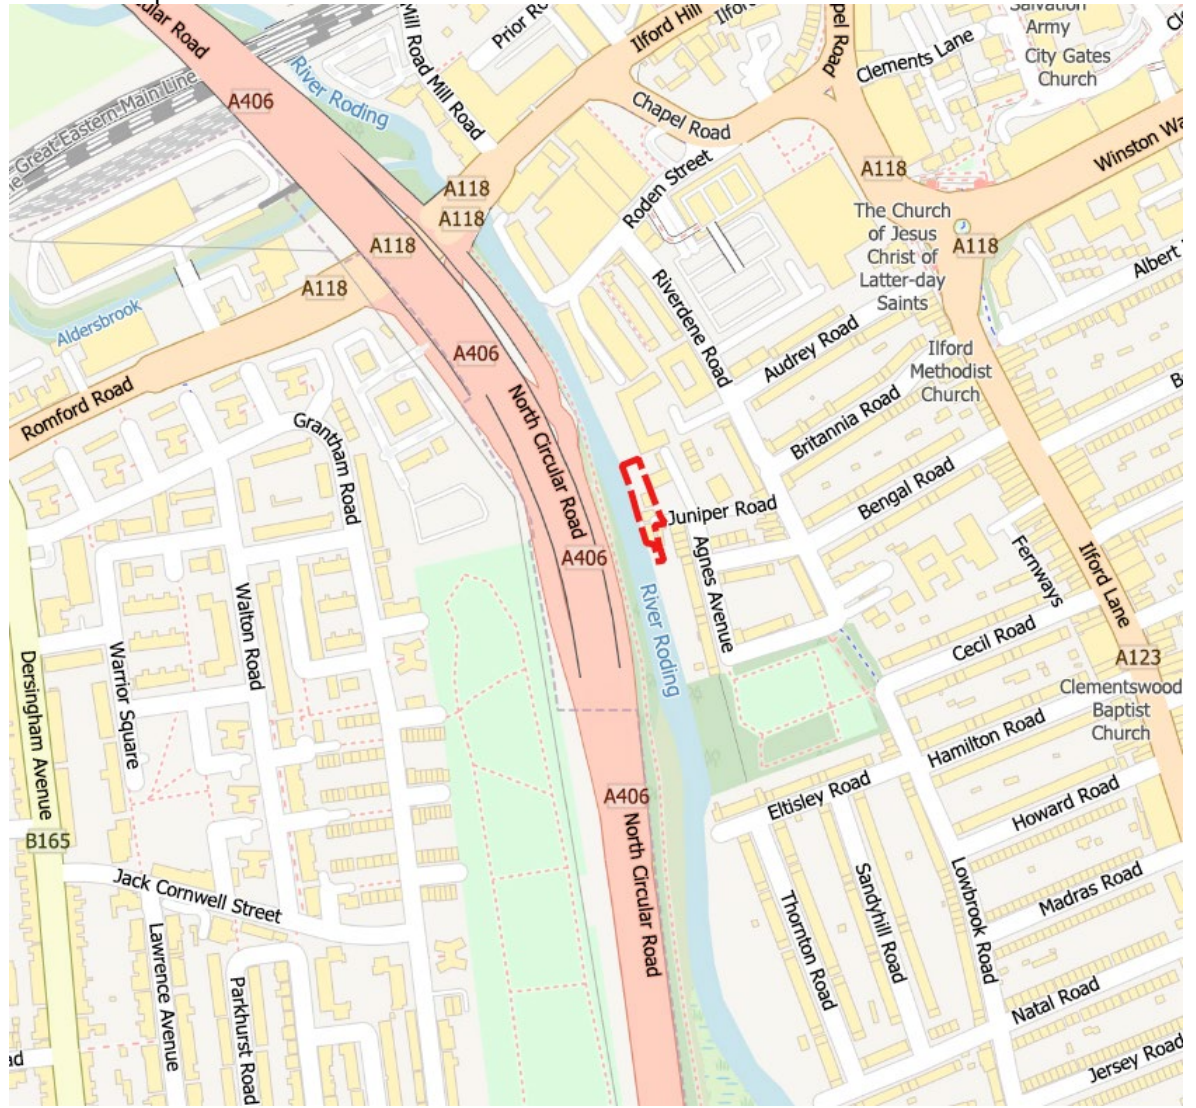 cular Road
A406
River Roding
The Great Eastern Main Line
Mill Road
Mill Road
Prior Ro
Ilford Hill
Ilfor
pel Road
Clements Lane
Salvation
Army
City Gates
Church
Chapel Road
Winston Wa
A118
Roden Street
A118
A118
A118
A118
The Church
of Jesus
Christ of
Latter-day
Saints
A118
Albert
Aldersbrook
Riverdene Road
A406
Audrey Road
Ilford
Methodist
Church
Romford Road
North Circular Road
Grantham Road
Britannia Road
Bengal Road
Juniper Road
A406
Agnes Avenue
Fernways
Ilford Lane
Walton Road
River Roding
Cecil Road
A123
Warrior Square
Dersingham Avenue
Clementswood
Baptist
Church
Hamilton Road
Eltisley Road
A406
Howard Road
B165
North Circular Road
Jack Cornwell Street
Thornton Road
Sandyhill Road
Lowbrook Road
Madras Road
Lawrence Avenue
Parkhurst Road
Natal Road
Jersey Road
ad